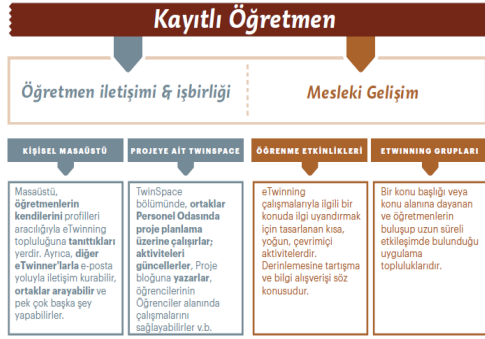 Kayıtlı Öğretmen
Öğretmen iletişimi & işbirliği
Mesleki Gelişim
KİŞİSEL MASAÜSTÜ
Masaüstü,
öğretmenlerin
kendilerini profilleri
aracılığıyla eTwinning
topluluğuna tanıttıkları
yerdir. Ayrıca, diğer
eTwinner'larla e-posta
yoluyla iletişim kurabilir,
ortaklar arayabilir ve
pek çok başka şey
yapabilirler.
PROJEYE AİT TWINSPACE
TwinSpace
bölümünde, ortaklar
Personel Odasında
proje planlama
üzerine çalışırlar;
aktiviteleri
güncellerler, Proje
bloğuna yazarlar,
öğrencilerinin
Öğrenciler alanında
çalışmalarını
sağlayabilirler v.b.
ÖĞRENME ETKİNLİKLERİ
eTwinning
çalışmalarıyla ilgili bir
konuda ilgi uyandırmak
için tasarlanan kısa,
yoğun, çevrimiçi
aktivitelerdir.
Derinlemesine tartışma
ve bilgi alışverişi söz
konusudur.
ETWINNING GRUPLARI
Bir konu başlığı veya
konu alanına dayanan
ve öğretmenlerin
buluşup uzun süreli
etkileşimde bulunduğu
uygulama
topluluklarıdır.